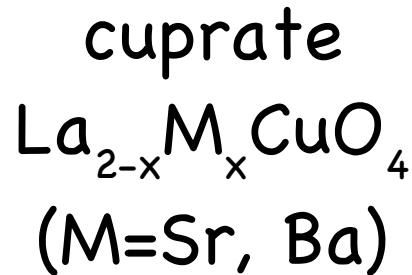 cuprate
La₂₋ₓMₓCuO₄
(M=Sr, Ba)